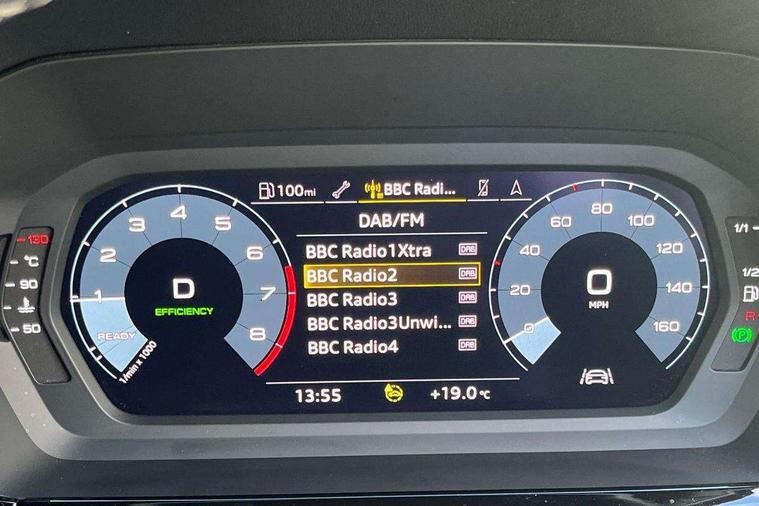 100mi BBC Radi...
DAB/FM
BBC Radio1Xtra DAB
BBC Radio2 DAB
BBC Radio3 DAB
BBC Radio3Unwi... DAB
BBC Radio4 DAB
13:55 +19.0°C
1 2 3 4 5 6 7 8
D
EFFICIENCY
READY
1/min x 1000
0 20 40 60 80 100 120 140 160
0
MPH
130
°C
90
50
1/1
1/2
R
P